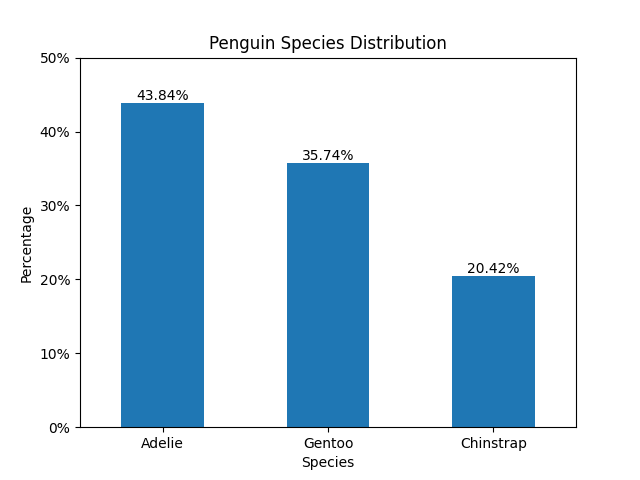 Penguin Species Distribution
50%
40%
30%
20%
10%
0%
Percentage
43.84%
35.74%
20.42%
Adelie
Gentoo
Chinstrap
Species